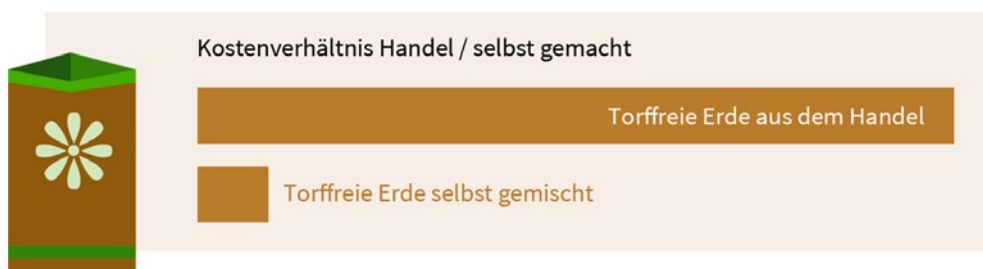 Kostenverhältnis Handel / selbst gemacht
Torffreie Erde aus dem Handel
Torffreie Erde selbst gemischt